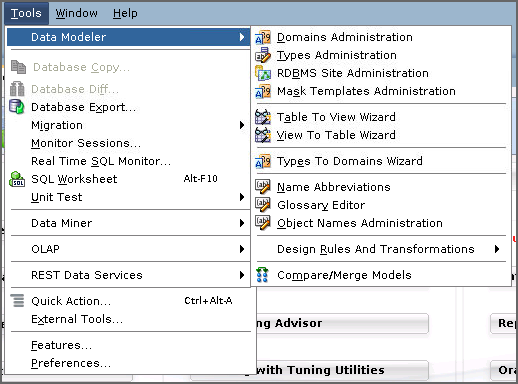 Tools Window Help
Data Modeler
Database Copy...
Database Diff...
Database Export...
Migration
Monitor Sessions...
Real Time SQL Monitor...
SQL Worksheet Alt-F10
Unit Test
Data Miner
OLAP
REST Data Services
Quick Action... Ctrl+Alt-A
External Tools...
Features...
Preferences...
Domains Administration
Types Administration
RDBMS Site Administration
Mask Templates Administration
Table To View Wizard
View To Table Wizard
Types To Domains Wizard
Name Abbreviations
Glossary Editor
Object Names Administration
Design Rules And Transformations
Compare/Merge Models
Advisor
with Tuning Utilities